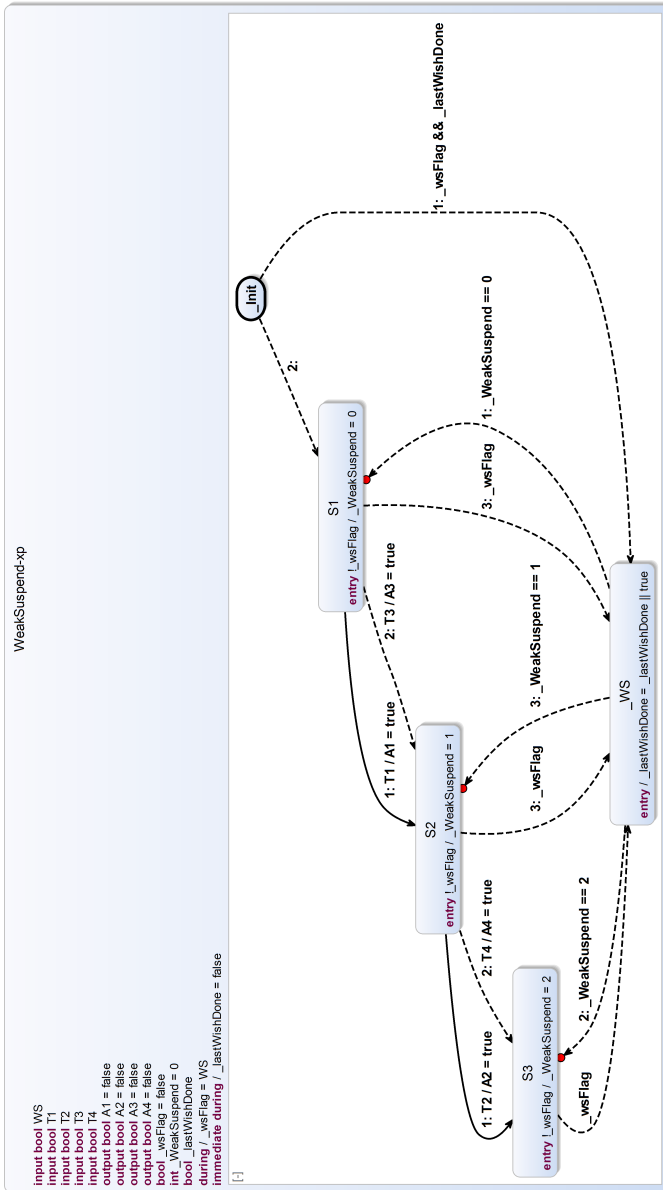 WeakSuspend-xp
input bool WS
input bool T1
input bool T2
input bool T3
input bool T4
output bool A1 = false
output bool A2 = false
output bool A3 = false
output bool A4 = false
bool _wsFlag = false
int _WeakSuspend = 0
bool _lastWishDone
during / _wsFlag = WS
immediate during / _lastWishDone = false
[-]
_Init
1: _wsFlag && _lastWishDone
2:
S1
entry !_wsFlag / _WeakSuspend = 0
1: _WeakSuspend == 0
3: _wsFlag
2: T3 / A3 = true
1: T1 / A1 = true
S2
entry !_wsFlag / _WeakSuspend = 1
3: _WeakSuspend == 1
3: _wsFlag
2: T4 / A4 = true
1: T2 / A2 = true
S3
entry !_wsFlag / _WeakSuspend = 2
2: _WeakSuspend == 2
_wsFlag
_WS
entry / _lastWishDone = _lastWishDone || true